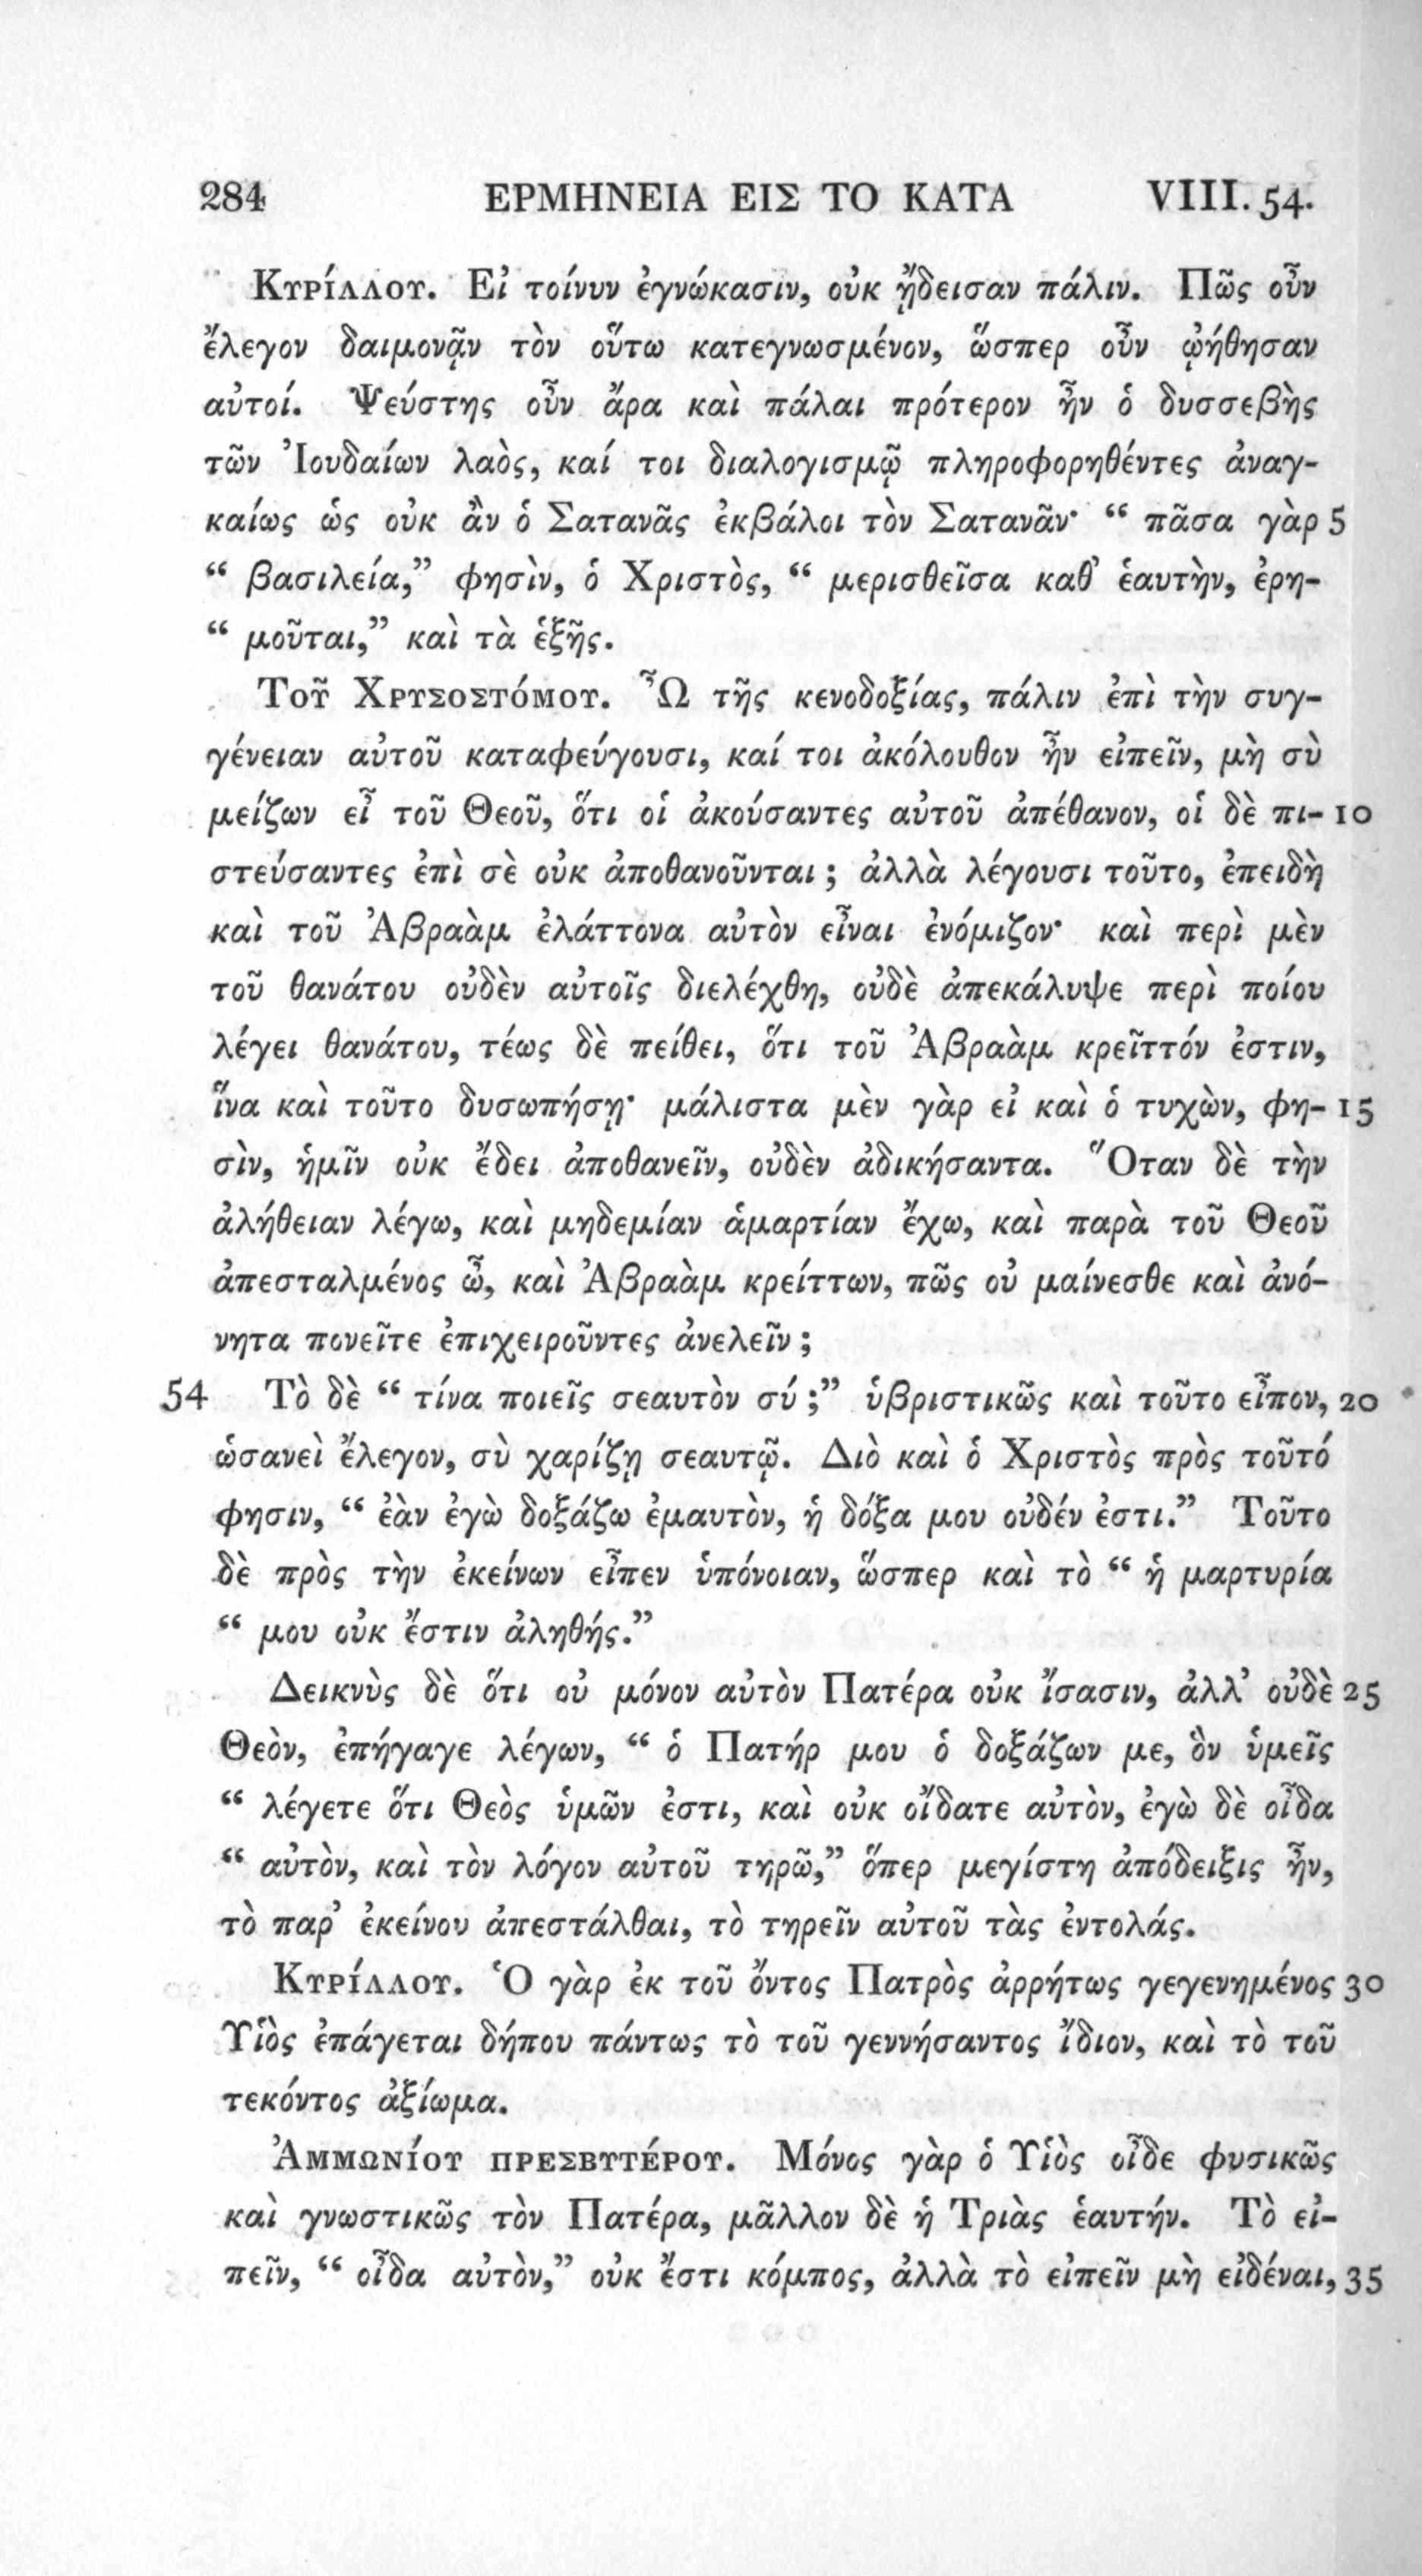 284 ΕΡΜΗΝΕΙΑ ΕΙΣ ΤΟ ΚΑΤΑ VIII. 54.
Κυρίλλου. Εἰ τοίνυν ἐγνώκασιν, οὐκ ᾔδεισαν πάλιν. Πῶς οὖν
ἔλεγον δαιμονᾷν τὸν οὕτω κατεγνωσμένον, ὥσπερ οὖν ᾠήθησαν
αὐτοί. Ψεύστης οὖν ἄρα καὶ πάλαι πρότερον ἦν ὁ δυσσεβὴς
τῶν Ἰουδαίων λαὸς, καί τοι διαλογισμῷ πληροφορηθέντες ἀναγ-
καίως ὡς οὐκ ἂν ὁ Σατανᾶς ἐκβάλοι τὸν Σατανᾶν· “ πᾶσα γὰρ 5
“ βασιλεία,” φησὶν, ὁ Χριστὸς, “ μερισθεῖσα καθ’ ἑαυτὴν, ἐρη-
“ μοῦται,” καὶ τὰ ἑξῆς.
Τοῦ Χρυσοστόμου. Ὦ τῆς κενοδοξίας, πάλιν ἐπὶ τὴν συγ-
γένειαν αὐτοῦ καταφεύγουσι, καί τοι ἀκόλουθον ἦν εἰπεῖν, μὴ σὺ
μείζων εἶ τοῦ Θεοῦ, ὅτι οἱ ἀκούσαντες αὐτοῦ ἀπέθανον, οἱ δὲ πι- 10
στεύσαντες ἐπὶ σὲ οὐκ ἀποθανοῦνται ; ἀλλὰ λέγουσι τοῦτο, ἐπειδὴ
καὶ τοῦ Ἀβραὰμ ἐλάττονα αὐτὸν εἶναι ἐνόμιζον· καὶ περὶ μὲν
τοῦ θανάτου οὐδὲν αὐτοῖς διελέχθη, οὐδὲ ἀπεκάλυψε περὶ ποίου
λέγει θανάτου, τέως δὲ πείθει, ὅτι τοῦ Ἀβραὰμ κρεῖττόν ἐστιν,
ἵνα καὶ τοῦτο δυσωπήσῃ· μάλιστα μὲν γὰρ εἰ καὶ ὁ τυχὼν, φη- 15
σὶν, ἡμῖν οὐκ ἔδει ἀποθανεῖν, οὐδὲν ἀδικήσαντα. Ὅταν δὲ τὴν
ἀλήθειαν λέγω, καὶ μηδεμίαν ἁμαρτίαν ἔχω, καὶ παρὰ τοῦ Θεοῦ
ἀπεσταλμένος ὦ, καὶ Ἀβραὰμ κρείττων, πῶς οὐ μαίνεσθε καὶ ἀνό-
νητα πονεῖτε ἐπιχειροῦντες ἀνελεῖν ;
54 Τὸ δὲ “ τίνα ποιεῖς σεαυτὸν σύ ;” ὑβριστικῶς καὶ τοῦτο εἶπον, 20
ὡσανεὶ ἔλεγον, σὺ χαρίζῃ σεαυτῷ. Διὸ καὶ ὁ Χριστὸς πρὸς τοῦτό
φησιν, “ ἐὰν ἐγὼ δοξάζω ἐμαυτὸν, ἡ δόξα μου οὐδέν ἐστι.” Τοῦτο
δὲ πρὸς τὴν ἐκείνων εἶπεν ὑπόνοιαν, ὥσπερ καὶ τὸ “ ἡ μαρτυρία
“ μου οὐκ ἔστιν ἀληθής.”
Δεικνὺς δὲ ὅτι οὐ μόνον αὐτὸν Πατέρα οὐκ ἴσασιν, ἀλλ’ οὐδὲ 25
Θεὸν, ἐπήγαγε λέγων, “ ὁ Πατήρ μου ὁ δοξάζων με, ὃν ὑμεῖς
“ λέγετε ὅτι Θεὸς ὑμῶν ἐστι, καὶ οὐκ οἴδατε αὐτὸν, ἐγὼ δὲ οἶδα
“ αὐτὸν, καὶ τὸν λόγον αὐτοῦ τηρῶ,” ὅπερ μεγίστη ἀπόδειξις ἦν,
τὸ παρ’ ἐκείνου ἀπεστάλθαι, τὸ τηρεῖν αὐτοῦ τὰς ἐντολάς.
Κυρίλλου. Ὁ γὰρ ἐκ τοῦ ὄντος Πατρὸς ἀρρήτως γεγενημένος 30
Υἱὸς ἐπάγεται δήπου πάντως τὸ τοῦ γεννήσαντος ἴδιον, καὶ τὸ τοῦ
τεκόντος ἀξίωμα.
Ἀμμωνίου πρεσβυτέρου. Μόνος γὰρ ὁ Υἱὸς οἶδε φυσικῶς
καὶ γνωστικῶς τὸν Πατέρα, μᾶλλον δὲ ἡ Τριὰς ἑαυτήν. Τὸ εἰ-
πεῖν, “ οἶδα αὐτὸν,” οὐκ ἔστι κόμπος, ἀλλὰ τὸ εἰπεῖν μὴ εἰδέναι, 35